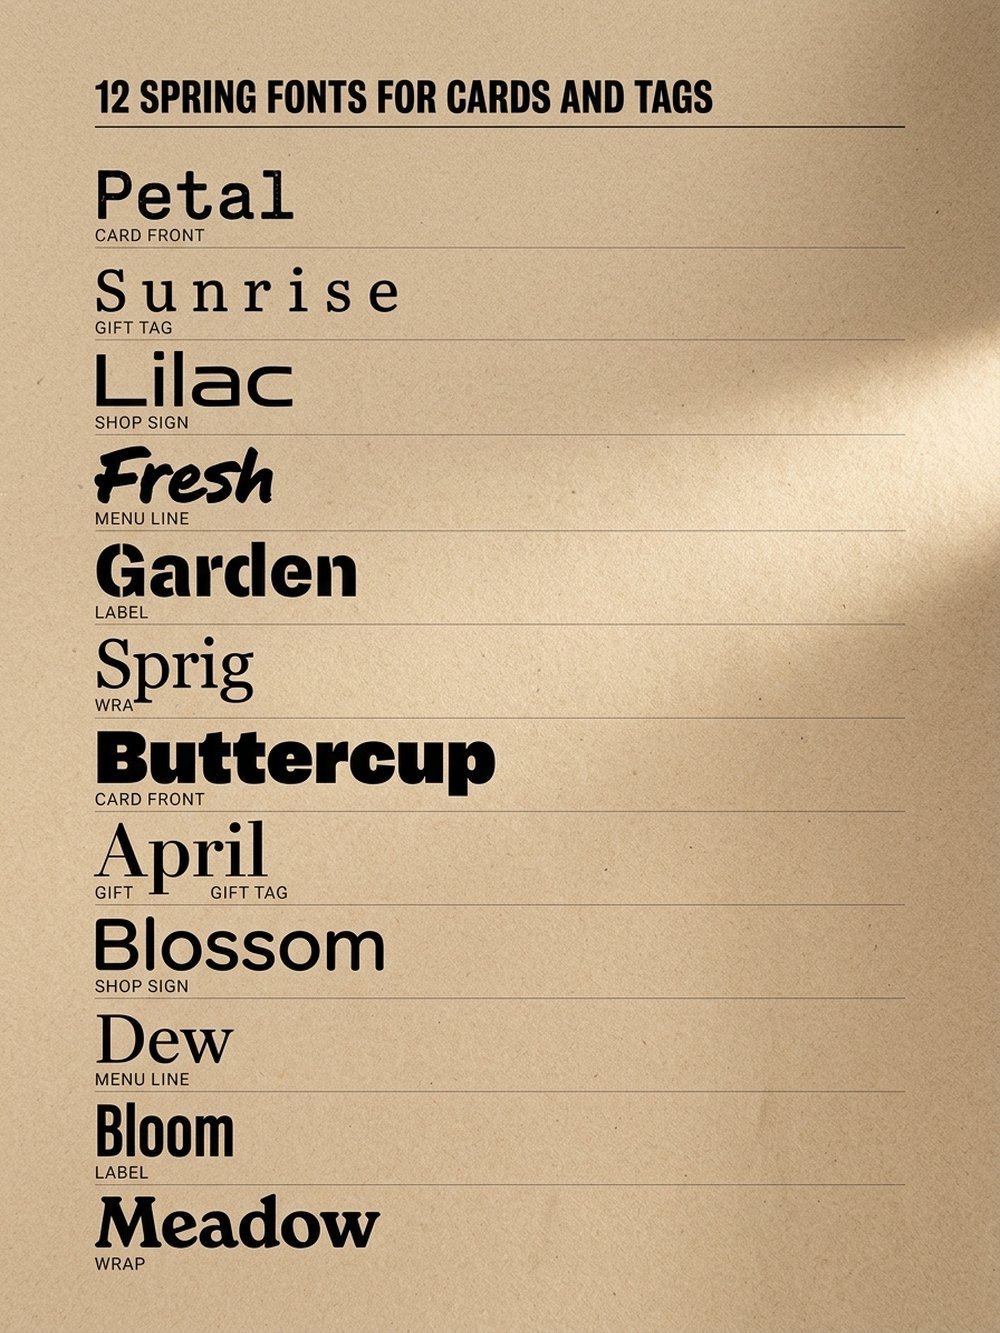 12 SPRING FONTS FOR CARDS AND TAGS
Petal
CARD FRONT
Sunrise
GIFT TAG
Lilac
SHOP SIGN
Fresh
MENU LINE
Garden
LABEL
Sprig
WRA
Buttercup
CARD FRONT
April
GIFT GIFT TAG
Blossom
SHOP SIGN
Dew
MENU LINE
Bloom
LABEL
Meadow
WRAP